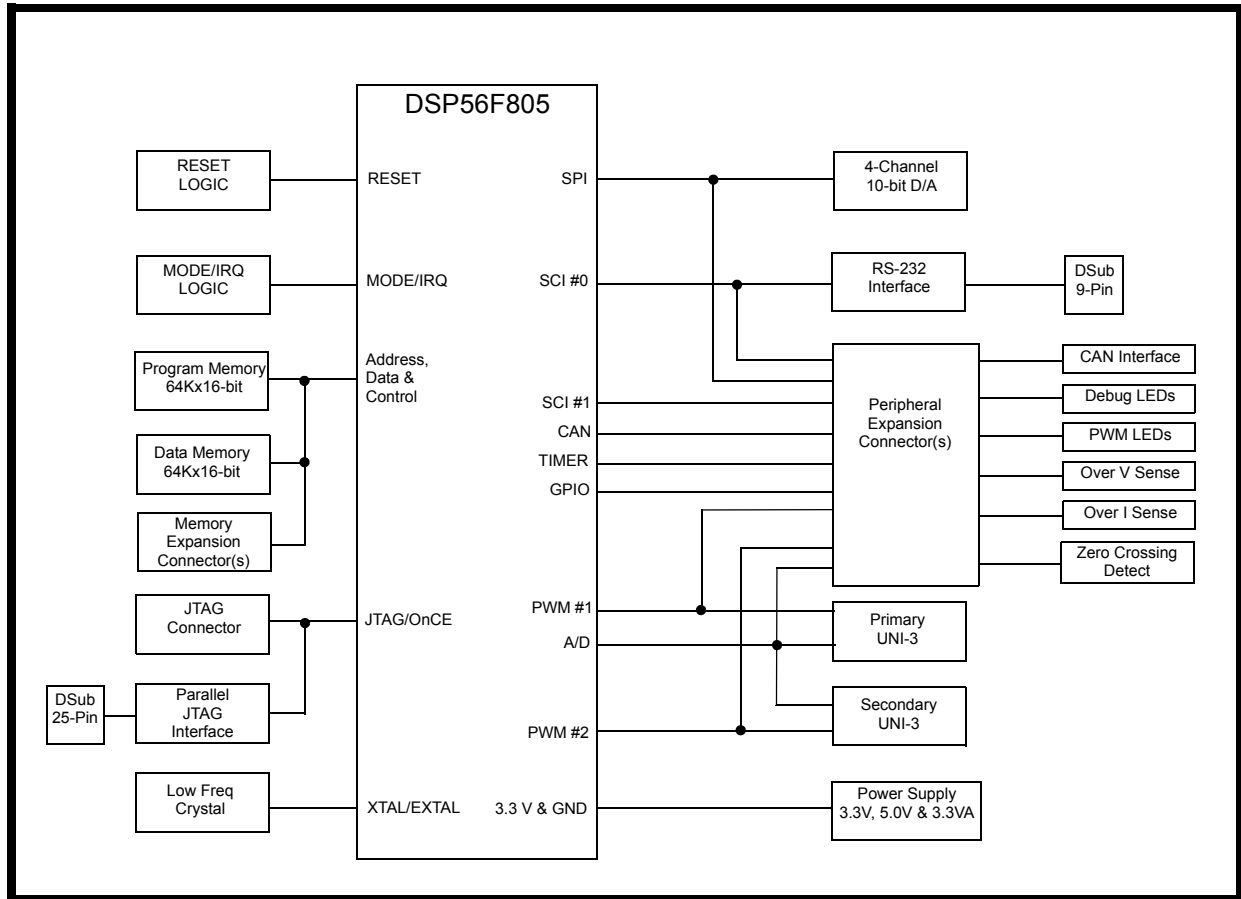 DSP56F805
RESET
LOGIC
RESET
SPI
4-Channel
10-bit D/A
MODE/IRQ
LOGIC
MODE/IRQ
SCI #0
RS-232
Interface
DSub
9-Pin
Program Memory
64Kx16-bit
Address,
Data &
Control
Data Memory
64Kx16-bit
Memory
Expansion
Connector(s)
SCI #1
CAN
TIMER
GPIO
Peripheral
Expansion
Connector(s)
CAN Interface
Debug LEDs
PWM LEDs
Over V Sense
Over I Sense
Zero Crossing
Detect
JTAG
Connector
JTAG/OnCE
PWM #1
A/D
Primary
UNI-3
DSub
25-Pin
Parallel
JTAG
Interface
PWM #2
Secondary
UNI-3
Low Freq
Crystal
XTAL/EXTAL
3.3 V & GND
Power Supply
3.3V, 5.0V & 3.3VA